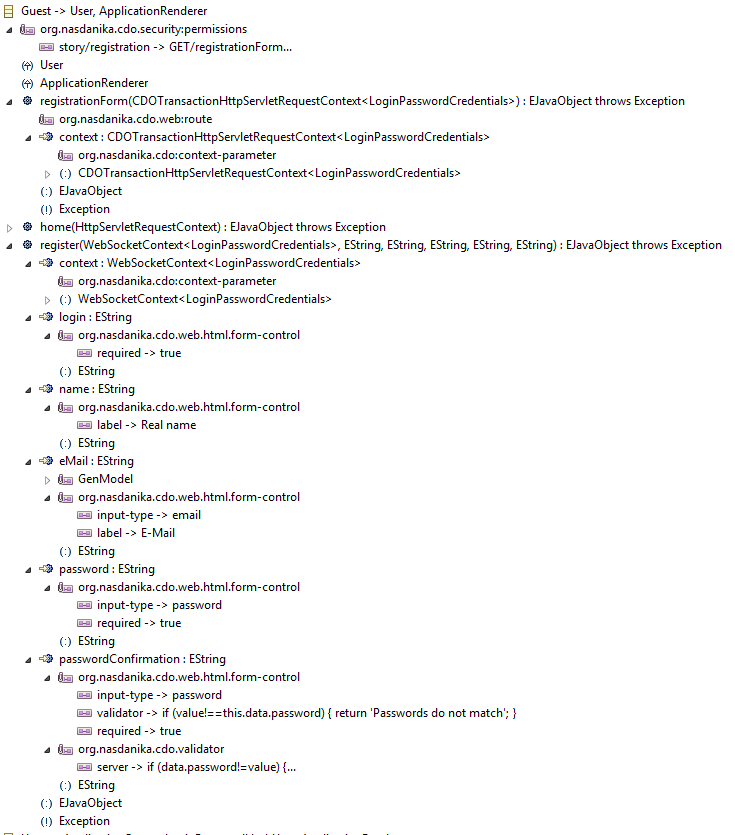 Guest -> User, ApplicationRenderer
org.nasdanika.cdo.security:permissions
story/registration -> GET/registrationForm...
User
ApplicationRenderer
registrationForm(CDOTransactionHttpServletRequestContext<LoginPasswordCredentials>) : EJavaObject throws Exception
org.nasdanika.cdo.web:route
context : CDOTransactionHttpServletRequestContext<LoginPasswordCredentials>
org.nasdanika.cdo:context-parameter
(:) CDOTransactionHttpServletRequestContext<LoginPasswordCredentials>
(:) EJavaObject
(!) Exception
home(HttpServletRequestContext) : EJavaObject throws Exception
register(WebSocketContext<LoginPasswordCredentials>, EString, EString, EString, EString, EString) : EJavaObject throws Exception
context : WebSocketContext<LoginPasswordCredentials>
org.nasdanika.cdo:context-parameter
(:) WebSocketContext<LoginPasswordCredentials>
login : EString
org.nasdanika.cdo.web.html.form-control
required -> true
(:) EString
name : EString
org.nasdanika.cdo.web.html.form-control
label -> Real name
(:) EString
eMail : EString
GenModel
org.nasdanika.cdo.web.html.form-control
input-type -> email
label -> E-Mail
(:) EString
password : EString
org.nasdanika.cdo.web.html.form-control
input-type -> password
required -> true
(:) EString
passwordConfirmation : EString
org.nasdanika.cdo.web.html.form-control
input-type -> password
validator -> if (value!==this.data.password) { return 'Passwords do not match'; }
required -> true
org.nasdanika.cdo.validator
server -> if (data.password!=value) {...
(:) EString
(:) EJavaObject
(!) Exception